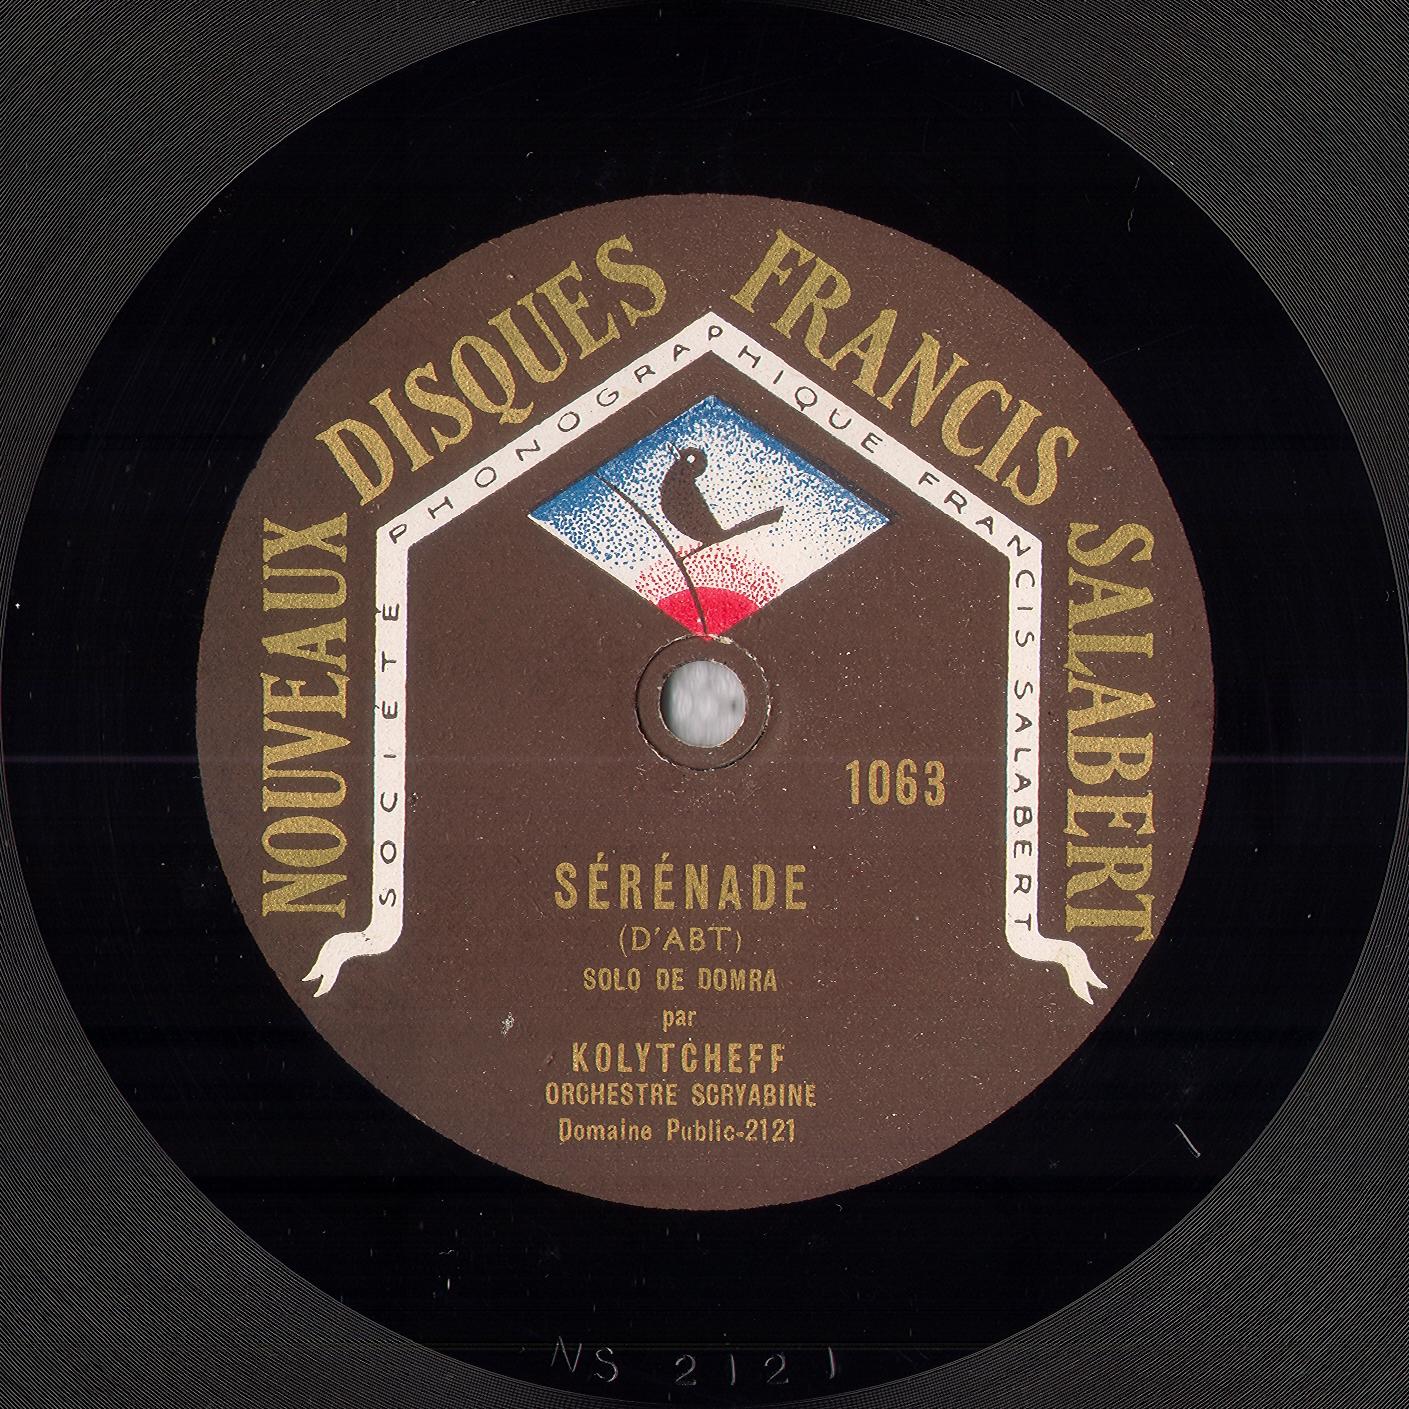 NOUVEAUX DISQUES FRANCIS SALABERT
SOCIÉTÉ PHONOGRAPHIQUE FRANCIS SALABERT
1063
SÉRÉNADE
(D'ABT)
SOLO DE DOMRA
par
KOLYTCHEFF
ORCHESTRE SCRYABINE
Domaine Public-2121
NS 2121